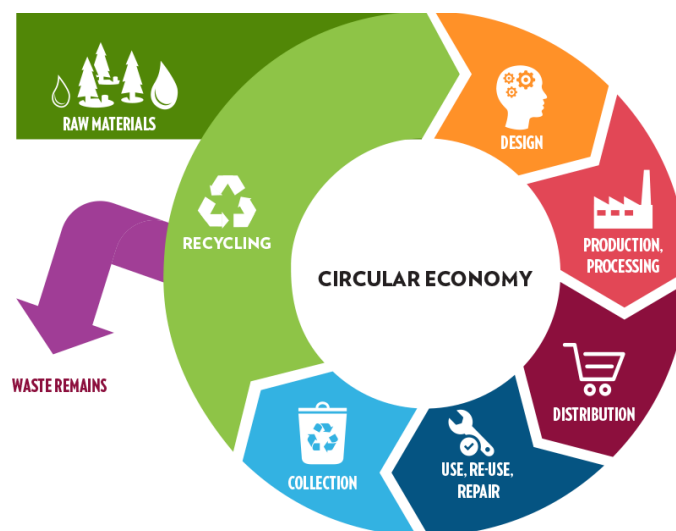 RAW MATERIALS
DESIGN
PRODUCTION,
PROCESSING
RECYCLING
CIRCULAR ECONOMY
WASTE REMAINS
DISTRIBUTION
COLLECTION
USE, RE-USE,
REPAIR